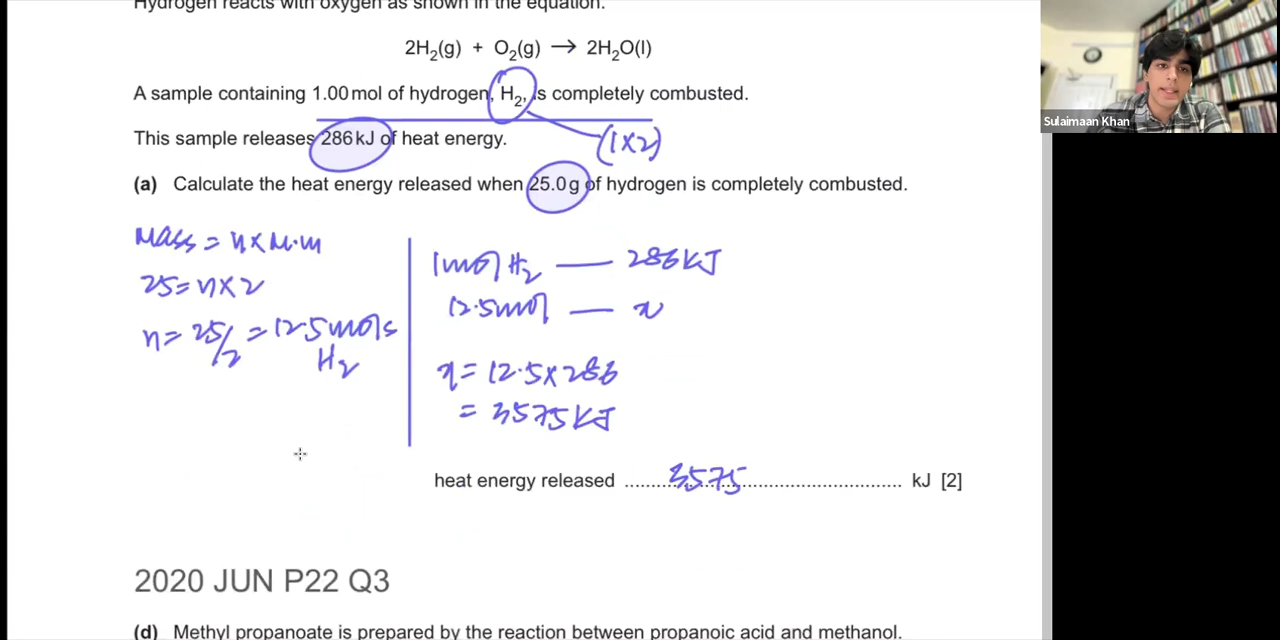 Hydrogen reacts with oxygen as shown in the equation.
2H₂(g) + O₂(g) → 2H₂O(l)
A sample containing 1.00 mol of hydrogen, H₂, is completely combusted.
This sample releases 286 kJ of heat energy.
(1×2)
(a) Calculate the heat energy released when 25.0 g of hydrogen is completely combusted.
Mass = n × M.m
25 = n × 2
n = 25/2 = 12.5 mols
H₂
1mol H₂ — 286 kJ
12.5mol — x
x = 12.5 × 286
= 3575 kJ
heat energy released 3575 kJ [2]
2020 JUN P22 Q3
(d) Methyl propanoate is prepared by the reaction between propanoic acid and methanol.
Sulaimaan Khan